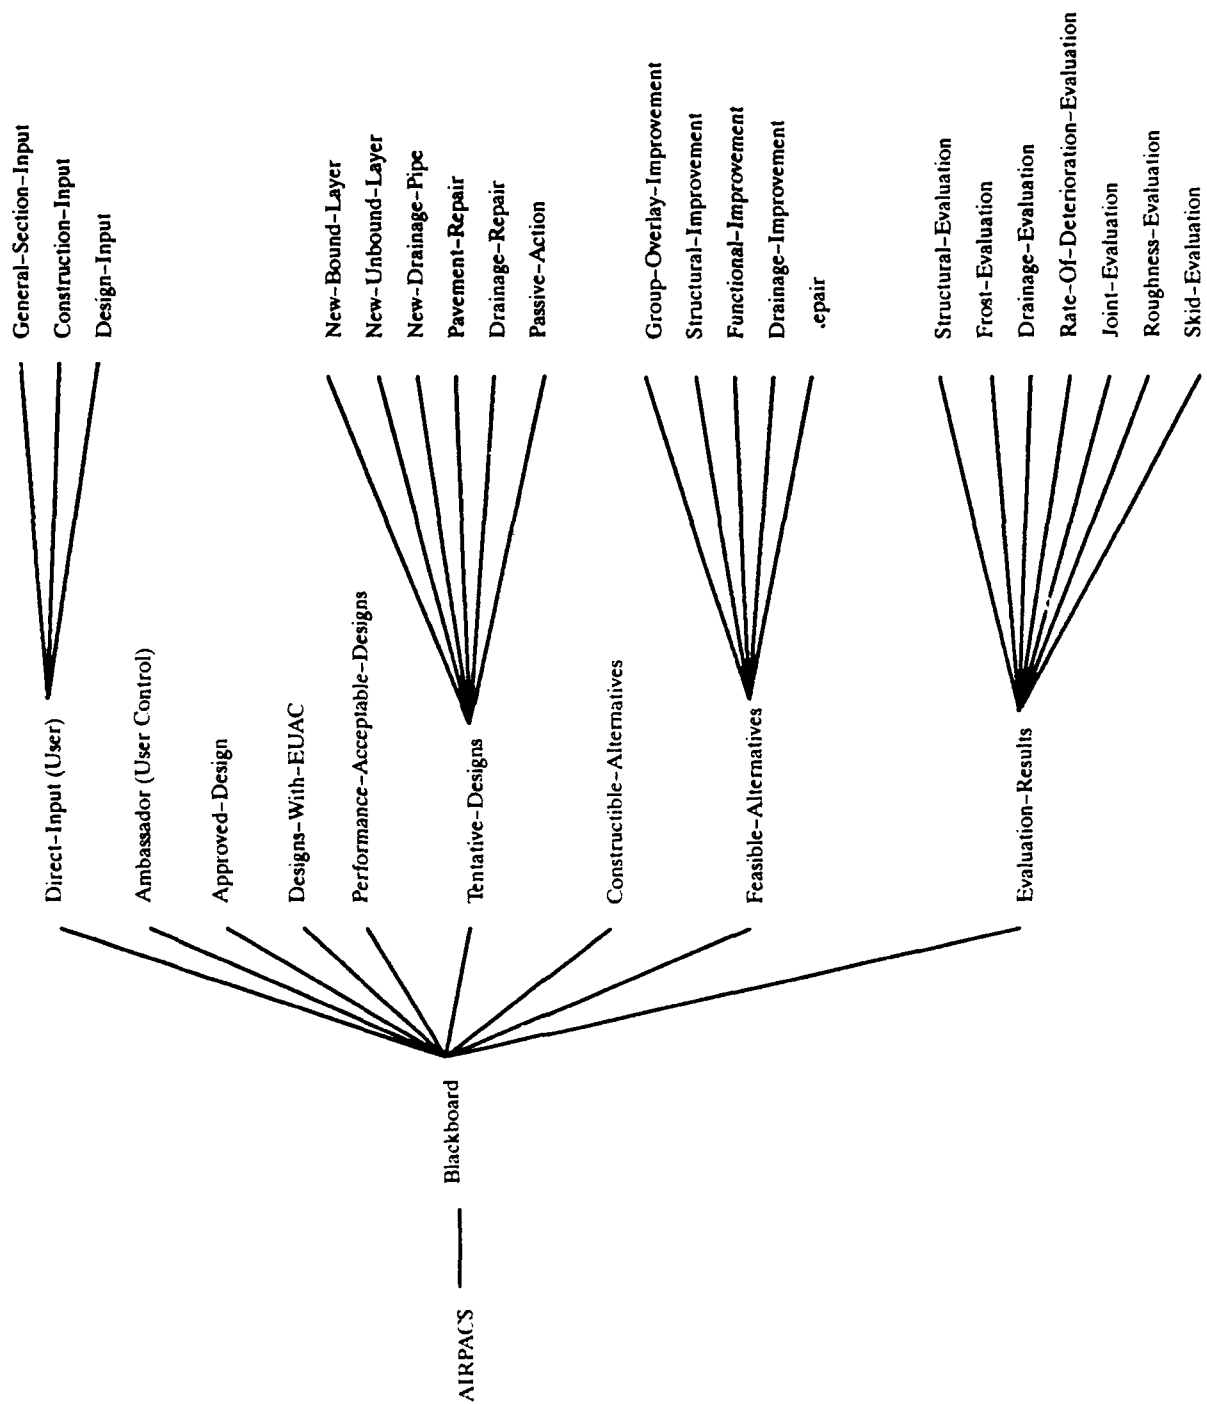 AIRPACS
Blackboard
Direct-Input (User)
General-Section-Input
Construction-Input
Design-Input
Ambassador (User Control)
Approved-Design
Designs-With-EUAC
Performance-Acceptable-Designs
Tentative-Designs
New-Bound-Layer
New-Unbound-Layer
New-Drainage-Pipe
Pavement-Repair
Drainage-Repair
Passive-Action
Constructible-Alternatives
Feasible-Alternatives
Group-Overlay-Improvement
Structural-Improvement
Functional-Improvement
Drainage-Improvement
.epair
Evaluation-Results
Structural-Evaluation
Frost-Evaluation
Drainage-Evaluation
Rate-Of-Deterioration-Evaluation
Joint-Evaluation
Roughness-Evaluation
Skid-Evaluation